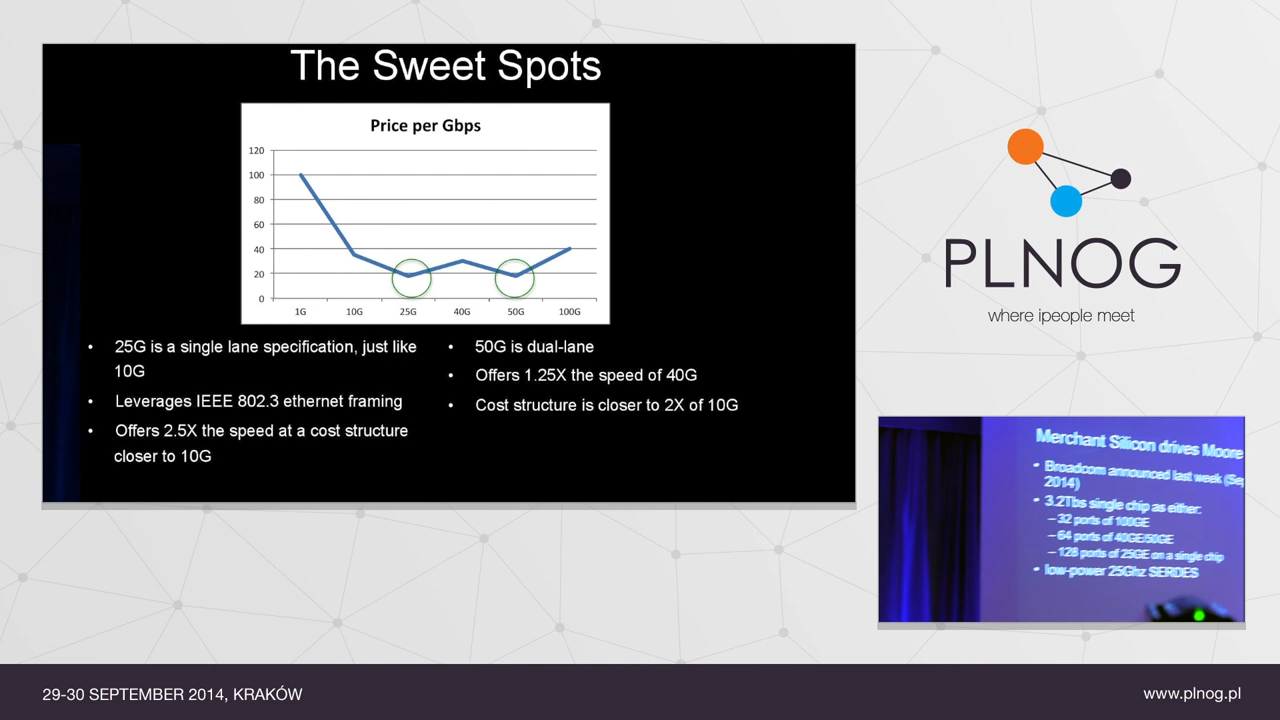 The Sweet Spots
Price per Gbps
120
100
80
60
40
20
0
1G 10G 25G 40G 50G 100G
• 25G is a single lane specification, just like
10G
• Leverages IEEE 802.3 ethernet framing
• Offers 2.5X the speed at a cost structure
closer to 10G
• 50G is dual-lane
• Offers 1.25X the speed of 40G
• Cost structure is closer to 2X of 10G
PLNOG
where ipeople meet
Merchant Silicon drives Moore
• Broadcom announced last week (Sep
2014)
• 3.2Tbs single chip as either:
– 32 ports of 100GE
– 64 ports of 40GE/50GE
– 128 ports of 25GE on a single chip
• low-power 25Ghz SERDES
29-30 SEPTEMBER 2014, KRAKÓW
www.plnog.pl